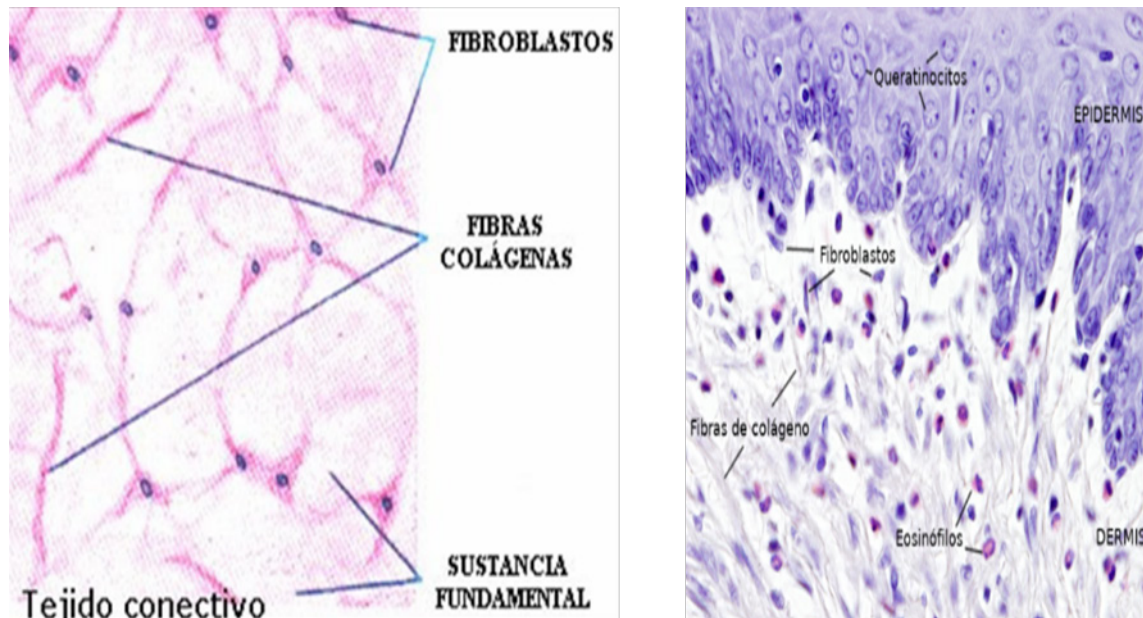 FIBROBLASTOS
FIBRAS
COLÁGENAS
SUSTANCIA
FUNDAMENTAL
Tejido conectivo
Queratinocitos
EPIDERMIS
Fibroblastos
Fibras de colágeno
Eosinófilos
DERMIS